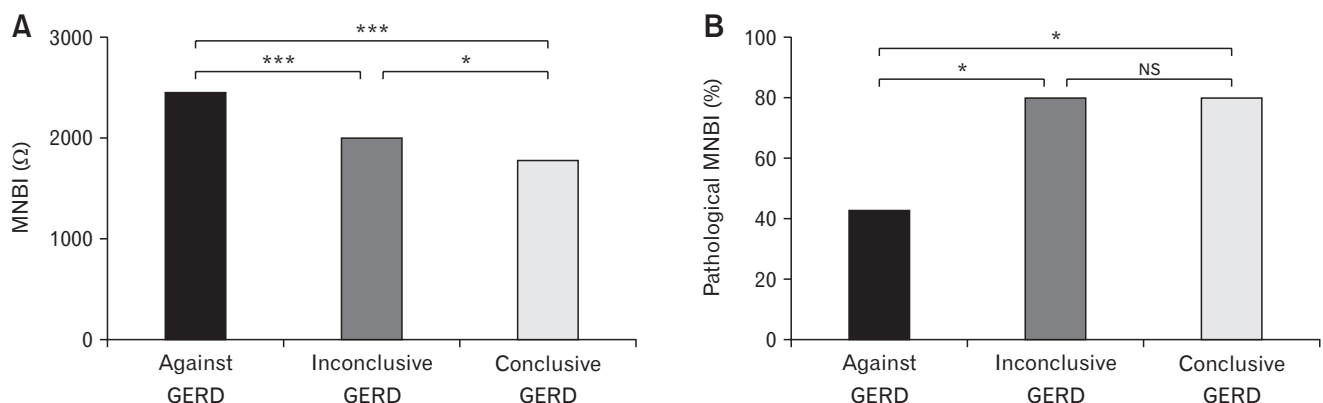 A
3000
2000
1000
0
MNBI (Ω)
***
***
*
Against
GERD
Inconclusive
GERD
Conclusive
GERD
B
100
80
60
40
20
0
Pathological MNBI (%)
*
*
NS
Against
GERD
Inconclusive
GERD
Conclusive
GERD